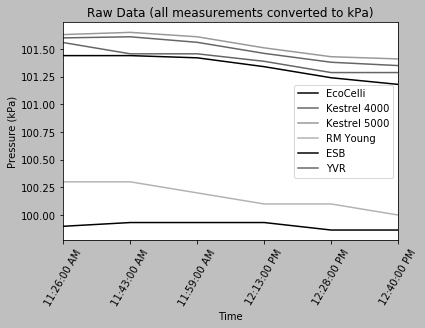 Raw Data (all measurements converted to kPa)
Pressure (kPa)
101.50
101.25
101.00
100.75
100.50
100.25
100.00
EcoCelli
Kestrel 4000
Kestrel 5000
RM Young
ESB
YVR
11:26:00 AM
11:43:00 AM
11:59:00 AM
12:13:00 PM
12:28:00 PM
12:40:00 PM
Time